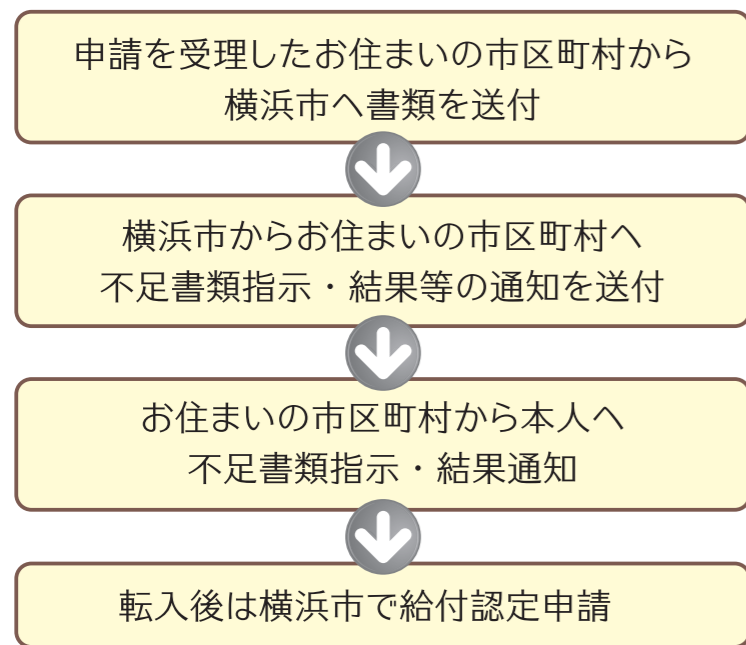 申請を受理したお住まいの市区町村から
横浜市へ書類を送付
横浜市からお住まいの市区町村へ
不足書類指示・結果等の通知を送付
お住まいの市区町村から本人へ
不足書類指示・結果通知
転入後は横浜市で給付認定申請